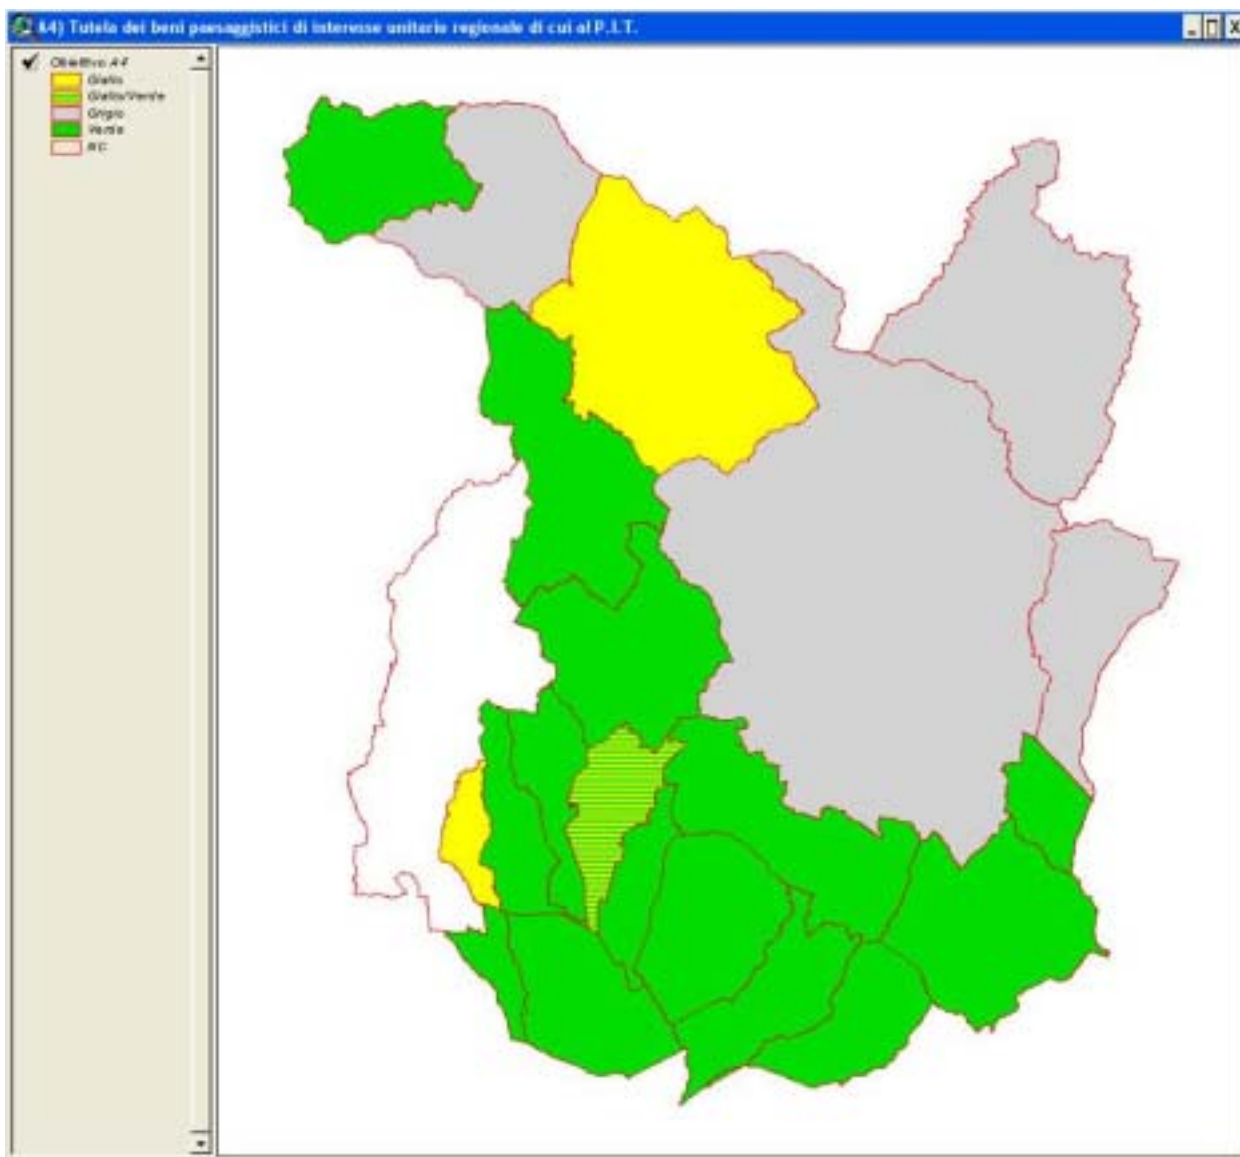 A4) Tutela dei beni paesaggistici di interesse unitario regionale di cui al P.I.T.
Obiettivo A4
Giallo
Giallo/Verde
Grigio
Verde
NC